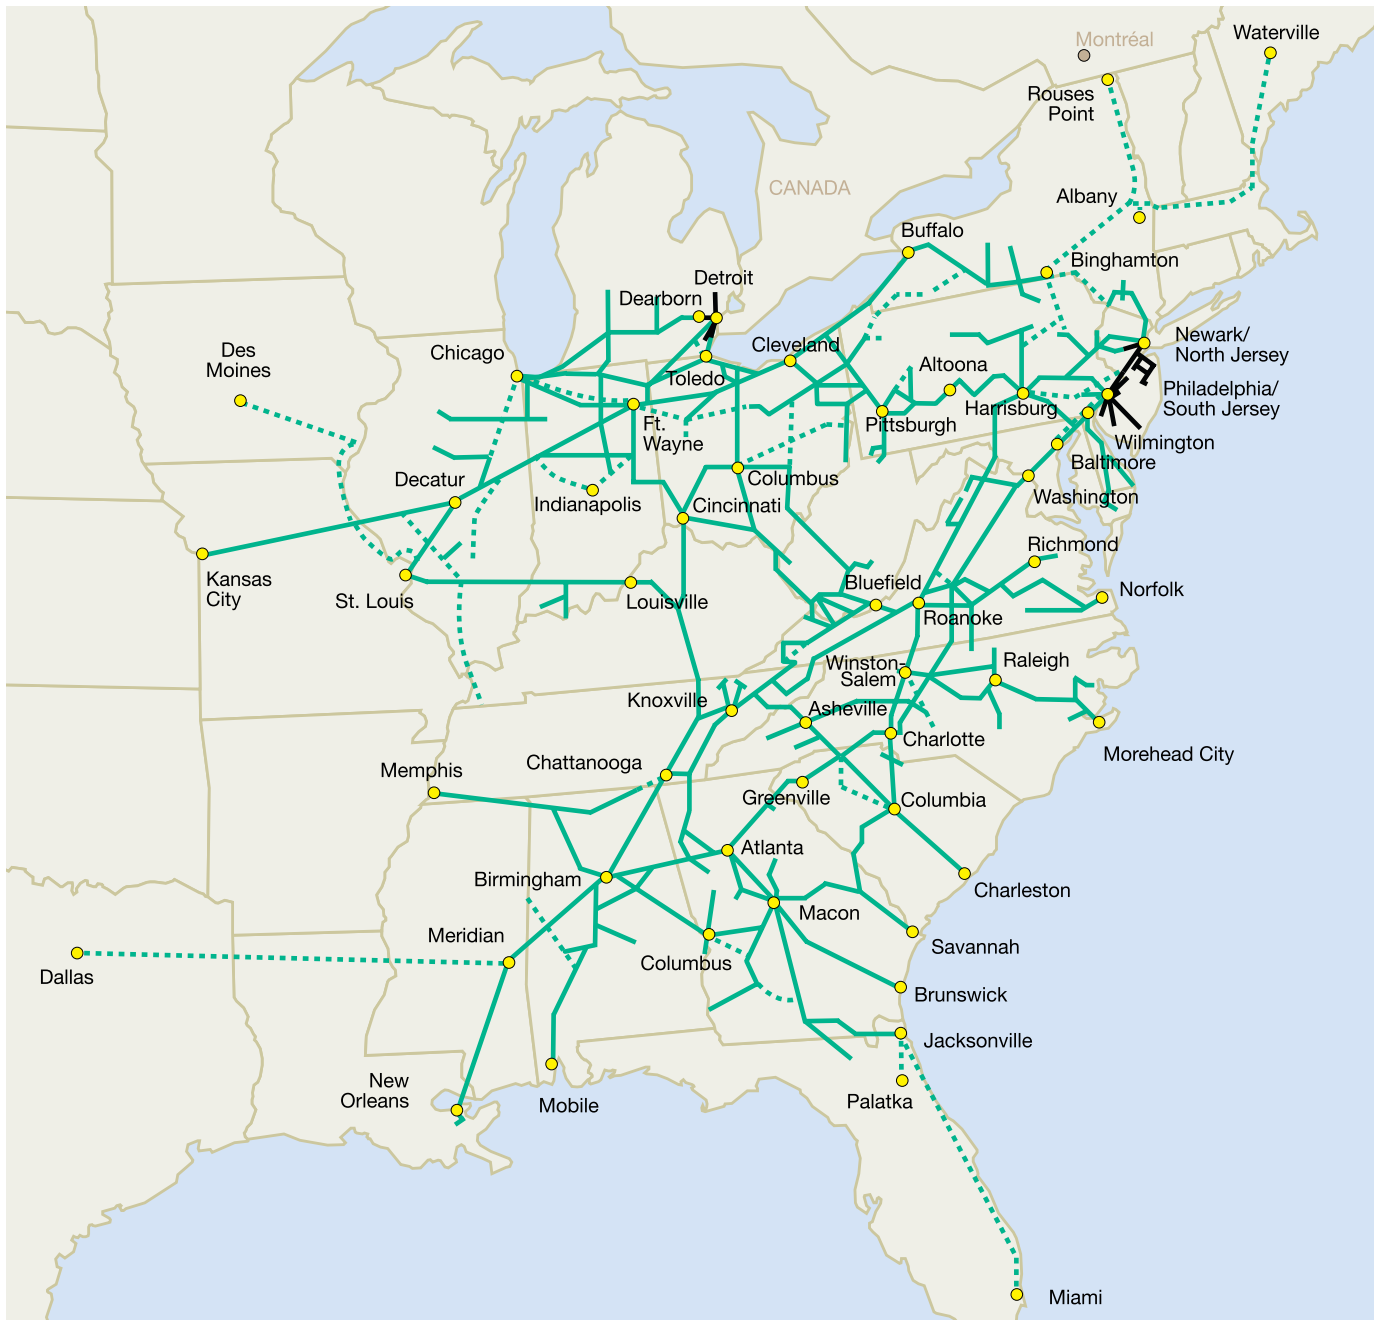 Waterville
Montréal
Rouses
Point
CANADA
Albany
Buffalo
Binghamton
Detroit
Dearborn
Newark/
North Jersey
Cleveland
Des
Moines
Chicago
Altoona
Toledo
Philadelphia/
South Jersey
Harrisburg
Ft.
Wayne
Pittsburgh
Wilmington
Baltimore
Decatur
Columbus
Indianapolis
Cincinnati
Washington
Richmond
Kansas
City
Bluefield
Norfolk
St. Louis
Louisville
Roanoke
Winston-
Salem
Raleigh
Knoxville
Asheville
Charlotte
Morehead City
Chattanooga
Memphis
Greenville
Columbia
Atlanta
Birmingham
Charleston
Macon
Meridian
Savannah
Columbus
Dallas
Brunswick
Jacksonville
New
Orleans
Mobile
Palatka
Miami